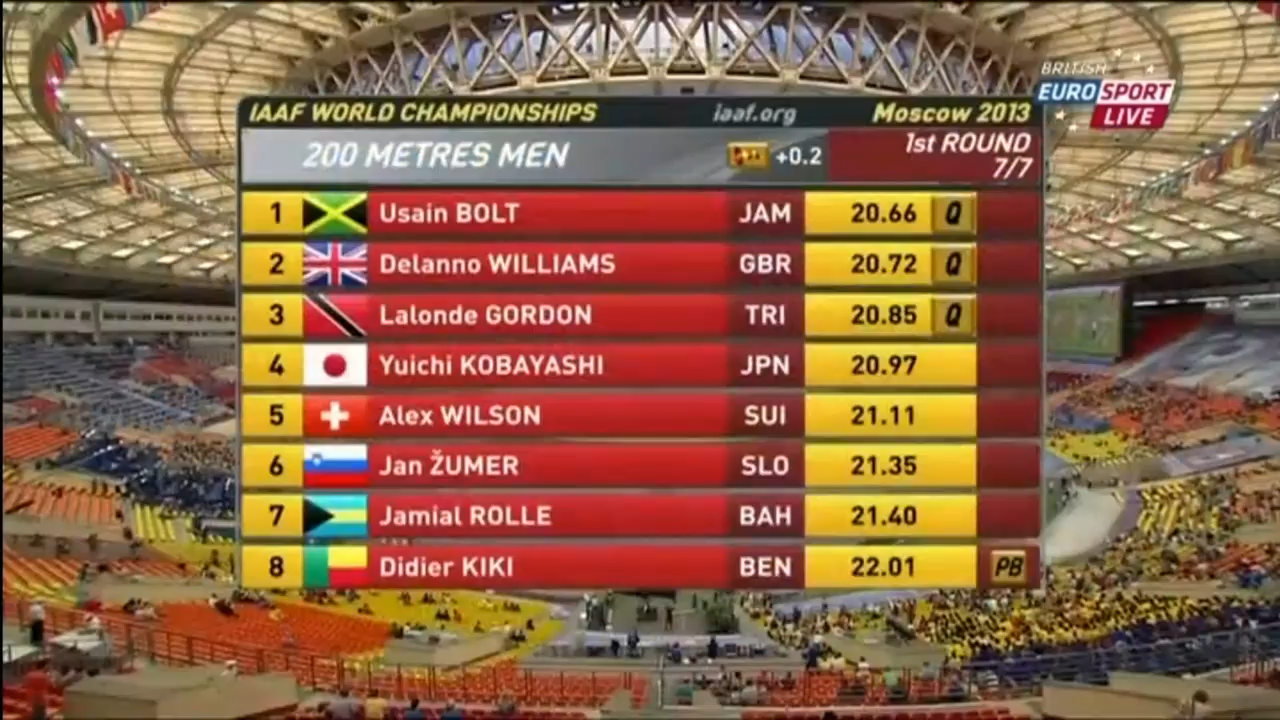 BRITISH
EUROSPORT
LIVE
IAAF WORLD CHAMPIONSHIPS iaaf.org Moscow 2013
200 METRES MEN +0.2 1st ROUND
7/7
1 Usain BOLT JAM 20.66 Q
2 Delanno WILLIAMS GBR 20.72 Q
3 Lalonde GORDON TRI 20.85 Q
4 Yuichi KOBAYASHI JPN 20.97
5 Alex WILSON SUI 21.11
6 Jan ŽUMER SLO 21.35
7 Jamial ROLLE BAH 21.40
8 Didier KIKI BEN 22.01 PB